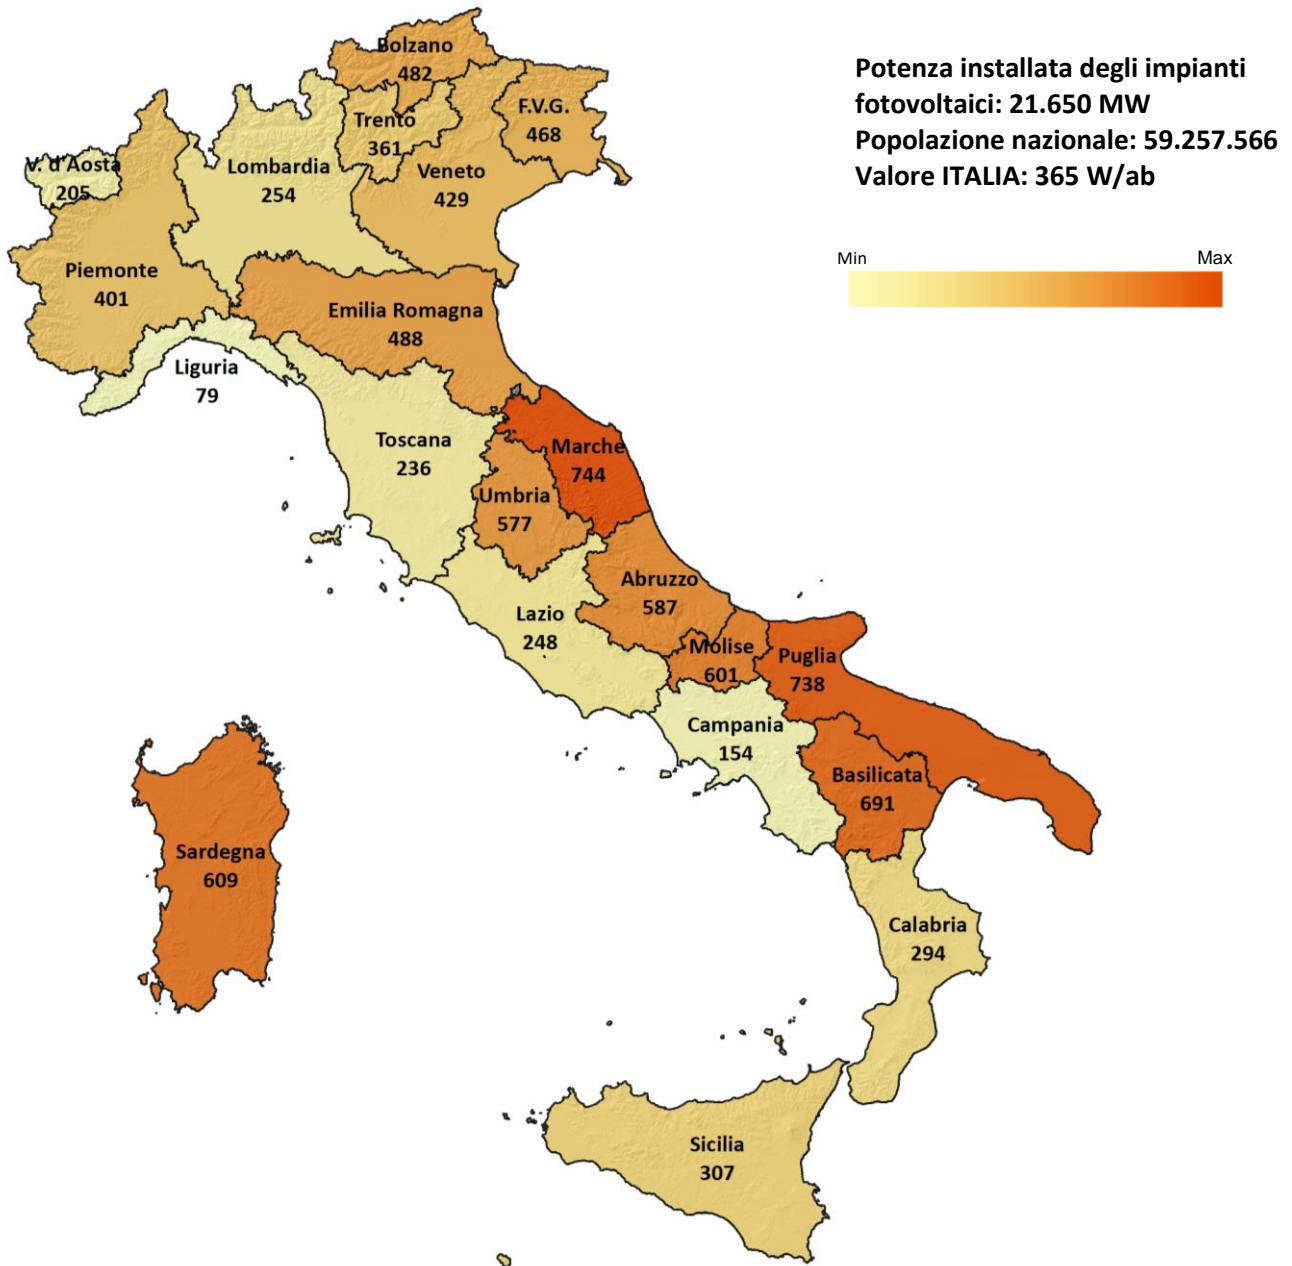 Potenza installata degli impianti
fotovoltaici: 21.650 MW
Popolazione nazionale: 59.257.566
Valore ITALIA: 365 W/ab
Min
Max
Bolzano
482
Trento
361
F.V.G.
468
V. d'Aosta
205
Lombardia
254
Veneto
429
Piemonte
401
Emilia Romagna
488
Liguria
79
Toscana
236
Marche
744
Umbria
577
Abruzzo
587
Lazio
248
Molise
601
Puglia
738
Campania
154
Basilicata
691
Sardegna
609
Calabria
294
Sicilia
307